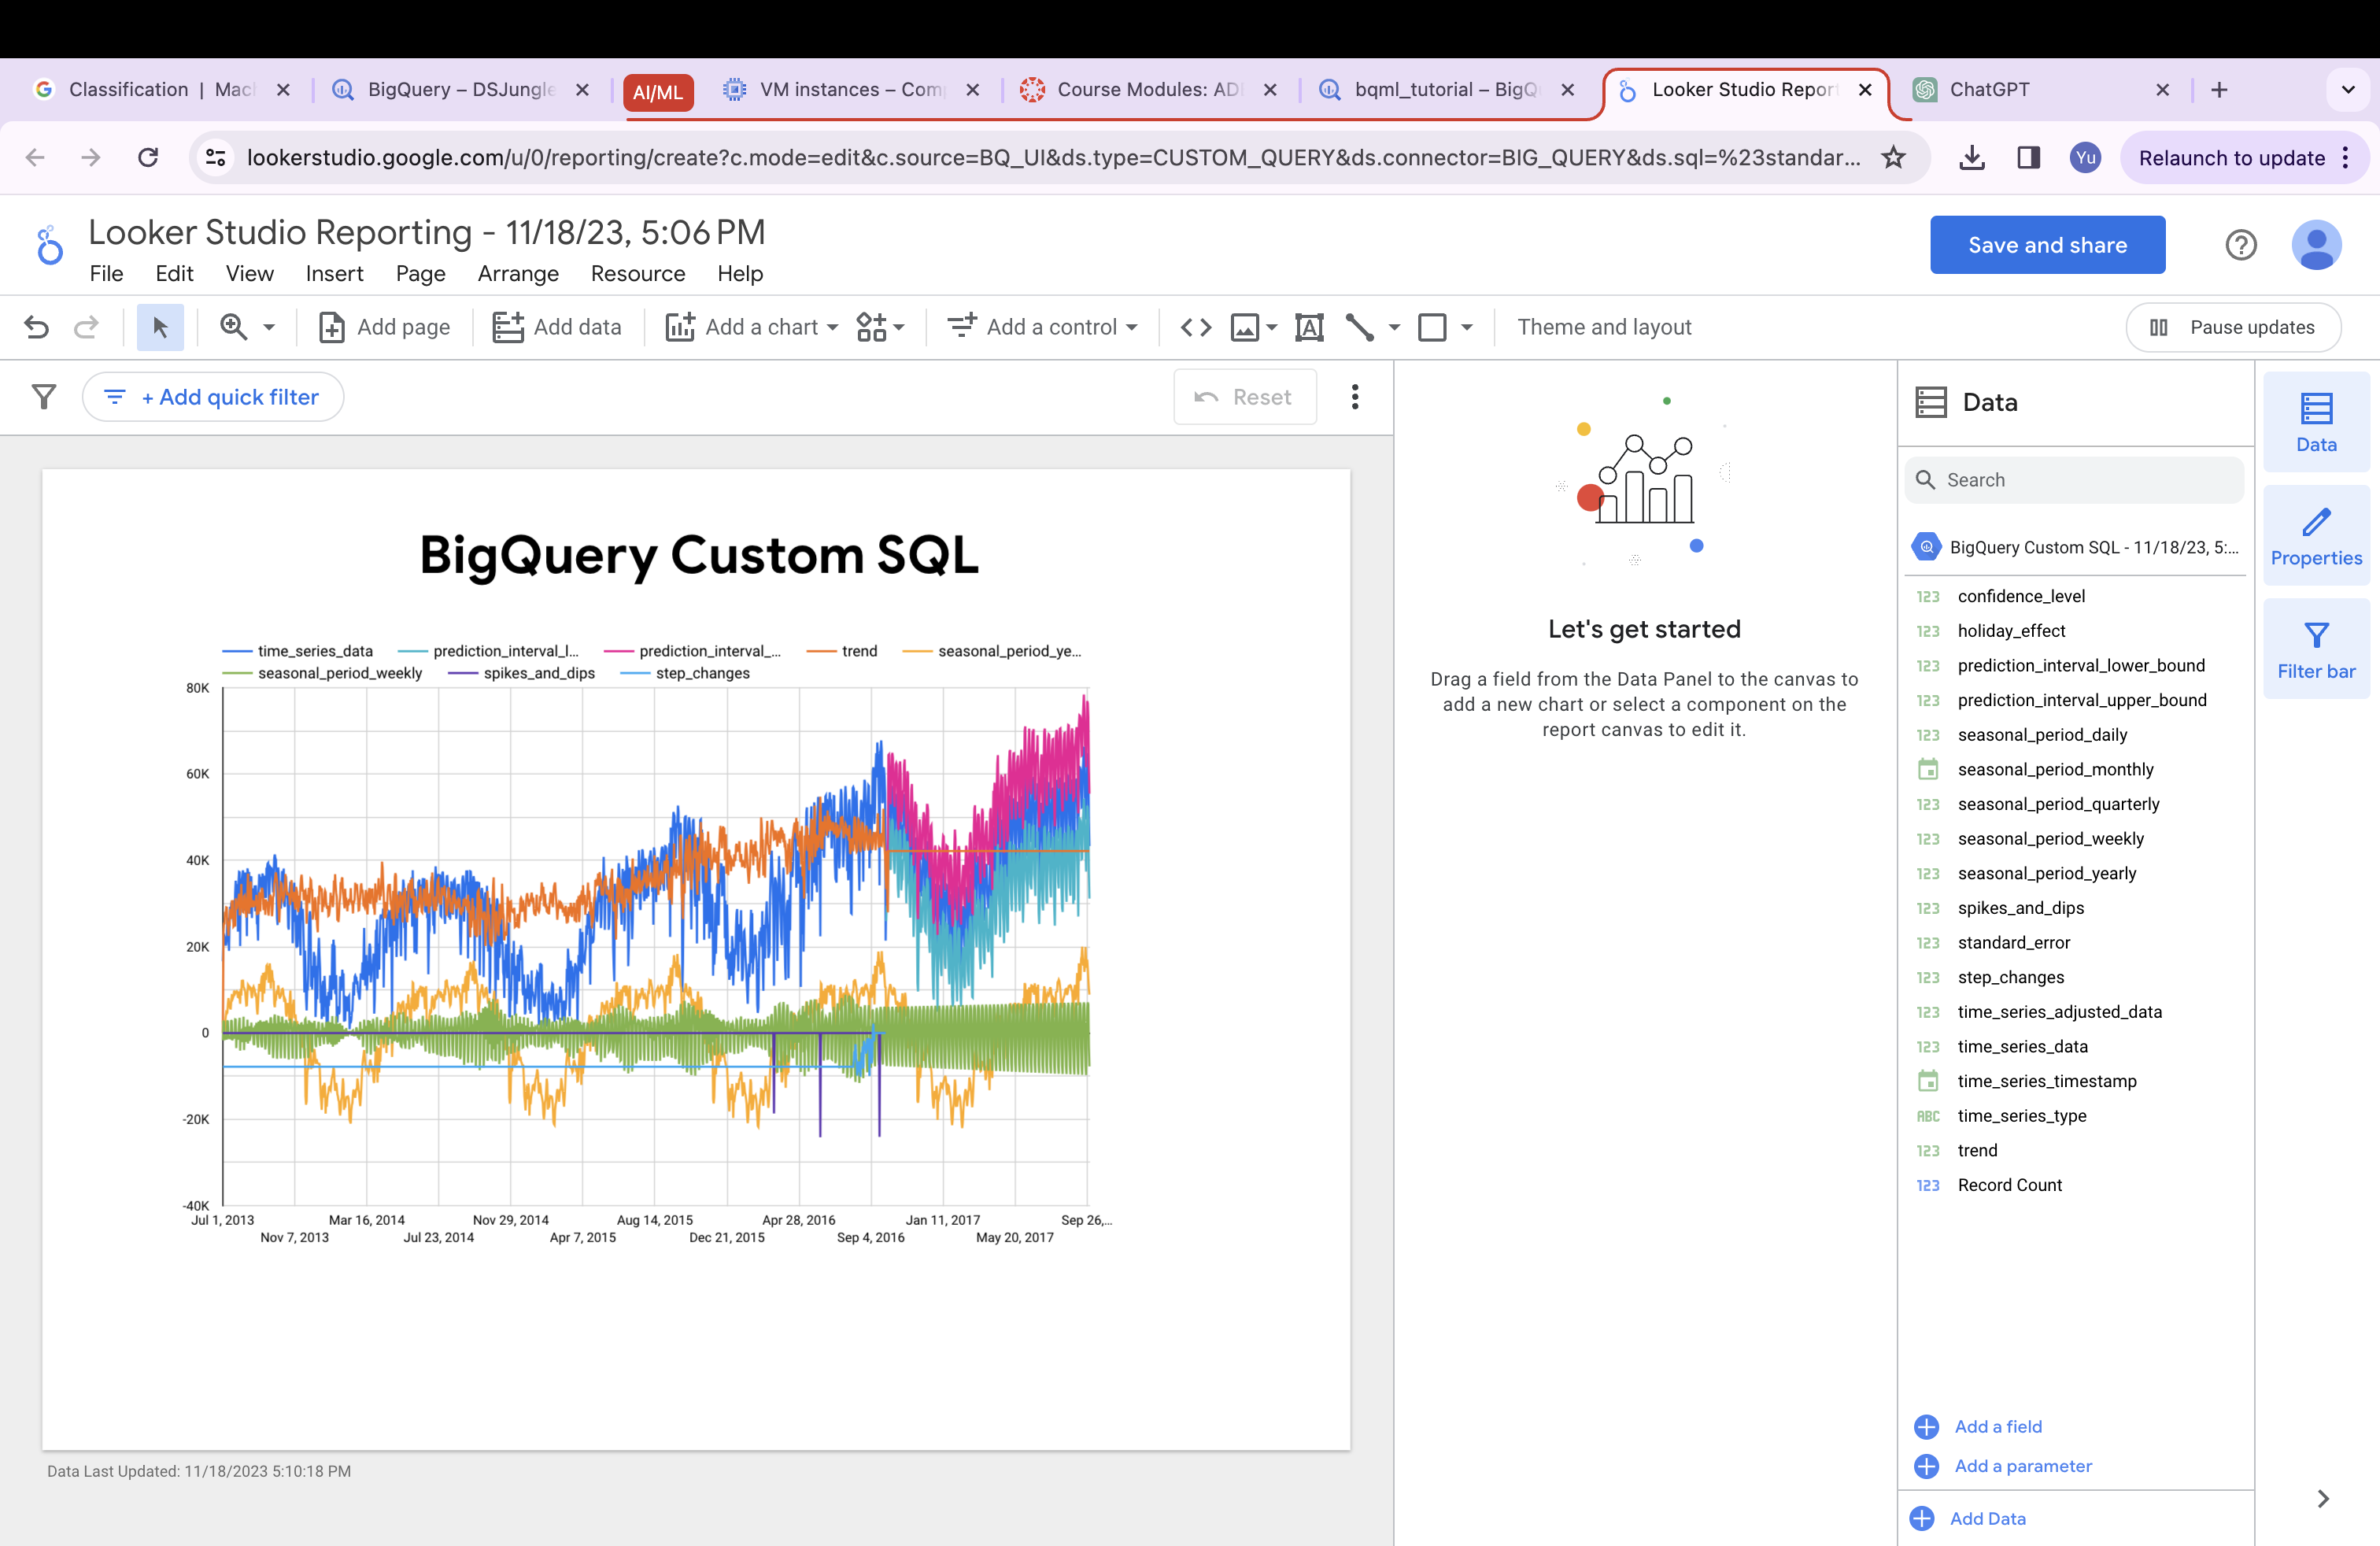 Classification | Mac
BigQuery – DSJungle
AI/ML
VM instances – Com
Course Modules: AD
bqml_tutorial – BigQ
Looker Studio Report
ChatGPT
lookerstudio.google.com/u/0/reporting/create?c.mode=edit&c.source=BQ_UI&ds.type=CUSTOM_QUERY&ds.connector=BIG_QUERY&ds.sql=%23standar...
Yu
Relaunch to update
Looker Studio Reporting - 11/18/23, 5:06 PM
File Edit View Insert Page Arrange Resource Help
Save and share
Add page
Add data
Add a chart
Add a control
Theme and layout
Pause updates
+ Add quick filter
Reset
BigQuery Custom SQL
time_series_data prediction_interval_l... prediction_interval_... trend seasonal_period_ye...
seasonal_period_weekly spikes_and_dips step_changes
80K
60K
40K
20K
0
-20K
-40K
Jul 1, 2013 Mar 16, 2014 Nov 29, 2014 Aug 14, 2015 Apr 28, 2016 Jan 11, 2017 Sep 26,...
Nov 7, 2013 Jul 23, 2014 Apr 7, 2015 Dec 21, 2015 Sep 4, 2016 May 20, 2017
Data Last Updated: 11/18/2023 5:10:18 PM
Let's get started
Drag a field from the Data Panel to the canvas to
add a new chart or select a component on the
report canvas to edit it.
Data
Search
BigQuery Custom SQL - 11/18/23, 5:...
123 confidence_level
123 holiday_effect
123 prediction_interval_lower_bound
123 prediction_interval_upper_bound
123 seasonal_period_daily
seasonal_period_monthly
123 seasonal_period_quarterly
123 seasonal_period_weekly
123 seasonal_period_yearly
123 spikes_and_dips
123 standard_error
123 step_changes
123 time_series_adjusted_data
123 time_series_data
time_series_timestamp
ABC time_series_type
123 trend
123 Record Count
Add a field
Add a parameter
Add Data
Data
Properties
Filter bar